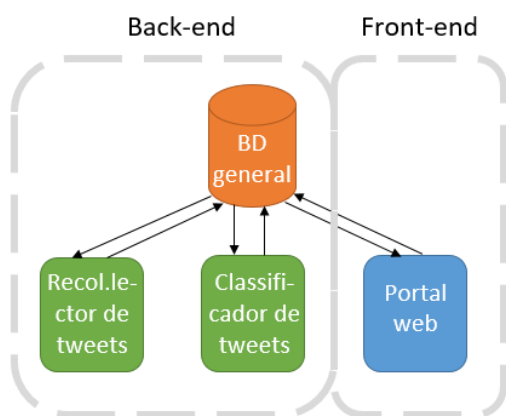 Back-end
Front-end
BD
general
Recol.le-
ctor de
tweets
Classifi-
cador de
tweets
Portal
web